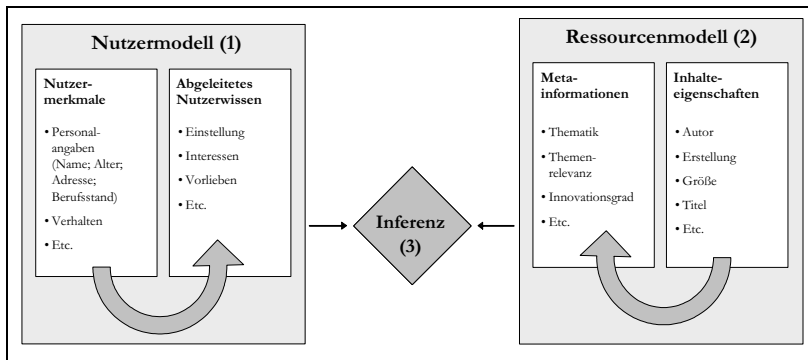 Nutzermodell (1)
Nutzer-
merkmale
• Personal-
angaben
(Name; Alter;
Adresse;
Berufsstand)
• Verhalten
• Etc.
Abgeleitetes
Nutzerwissen
• Einstellung
• Interessen
• Vorlieben
• Etc.
Inferenz
(3)
Ressourcenmodell (2)
Meta-
informationen
• Thematik
• Themen-
relevanz
• Innovationsgrad
• Etc.
Inhalte-
eigenschaften
• Autor
• Erstellung
• Größe
• Titel
• Etc.